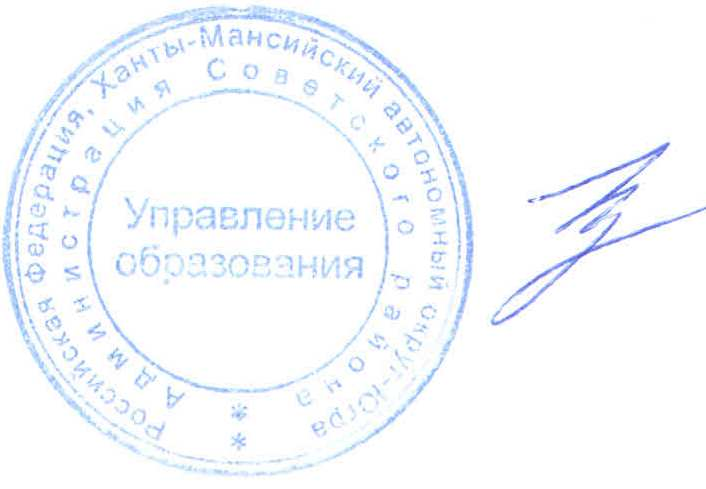 Российская Федерация, Ханты-Мансийский автономный округ-Югра
Администрация Советского района
Управление
образования
* *